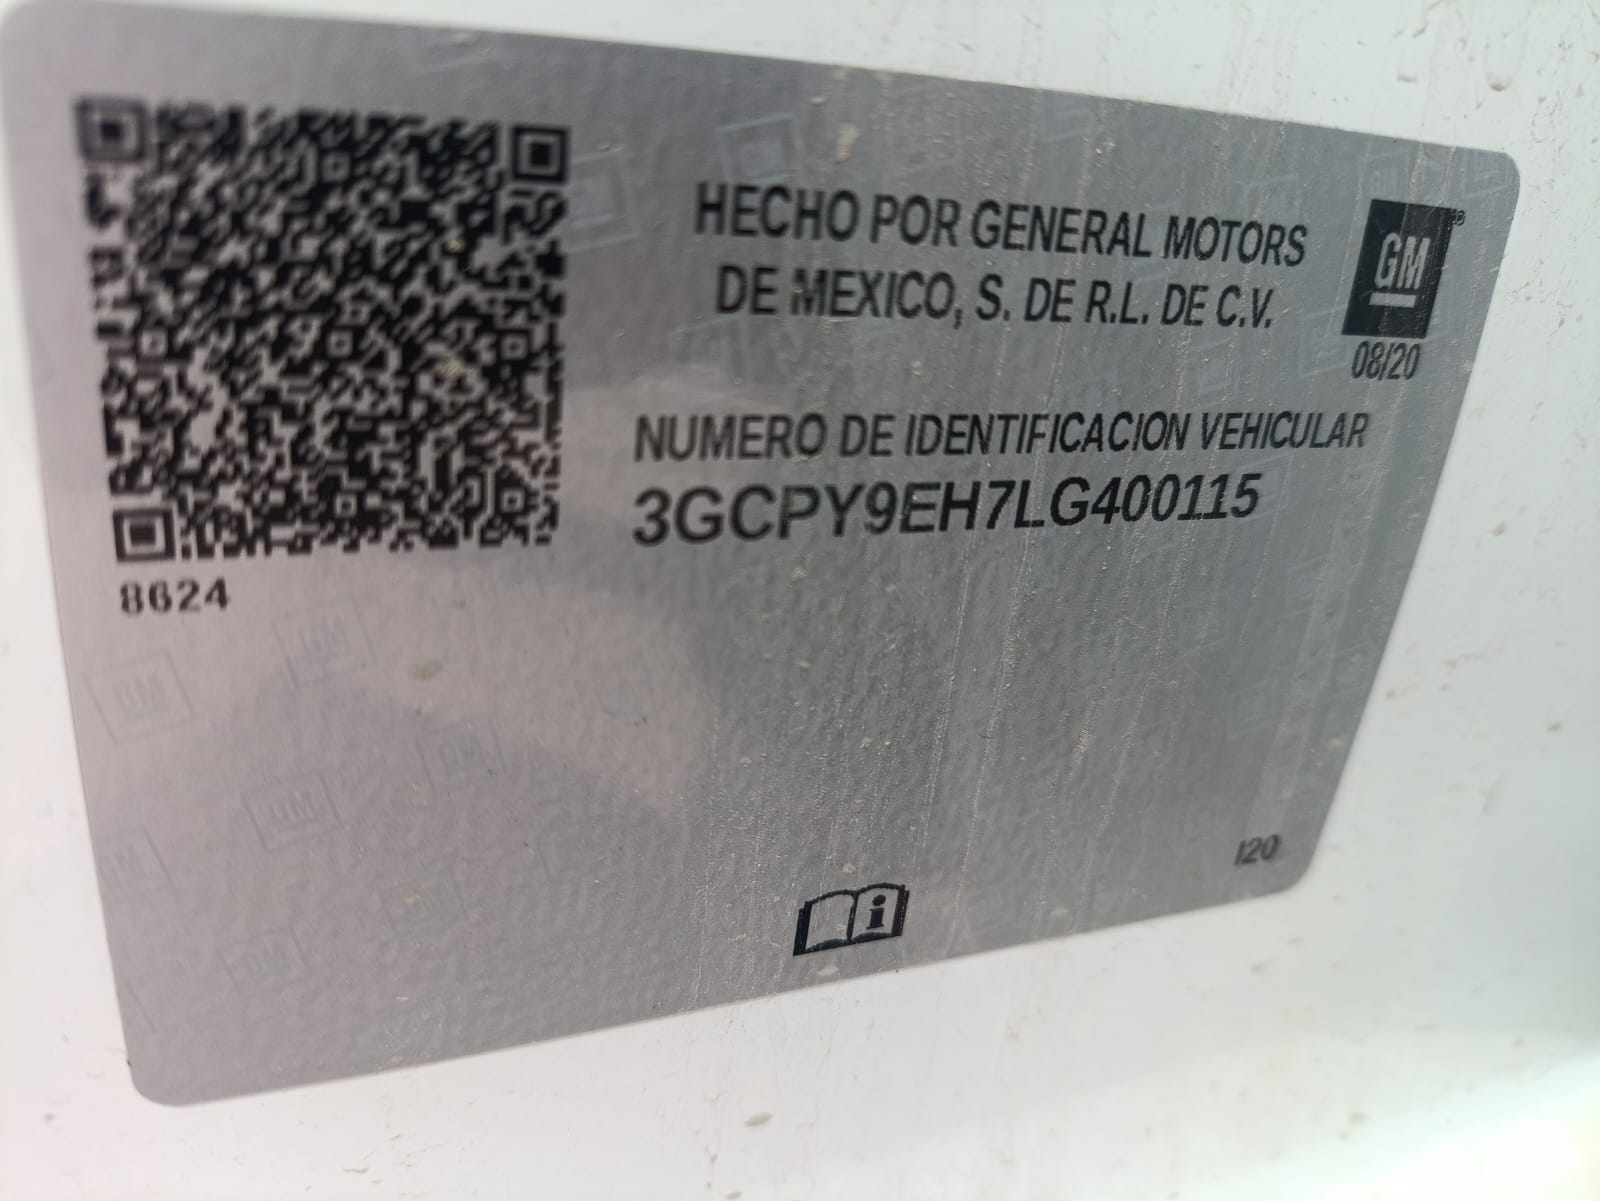 HECHO POR GENERAL MOTORS
DE MEXICO, S. DE R.L. DE C.V.
GM®
08/20
NUMERO DE IDENTIFICACION VEHICULAR
3GCPY9EH7LG400115
8624
I20
i